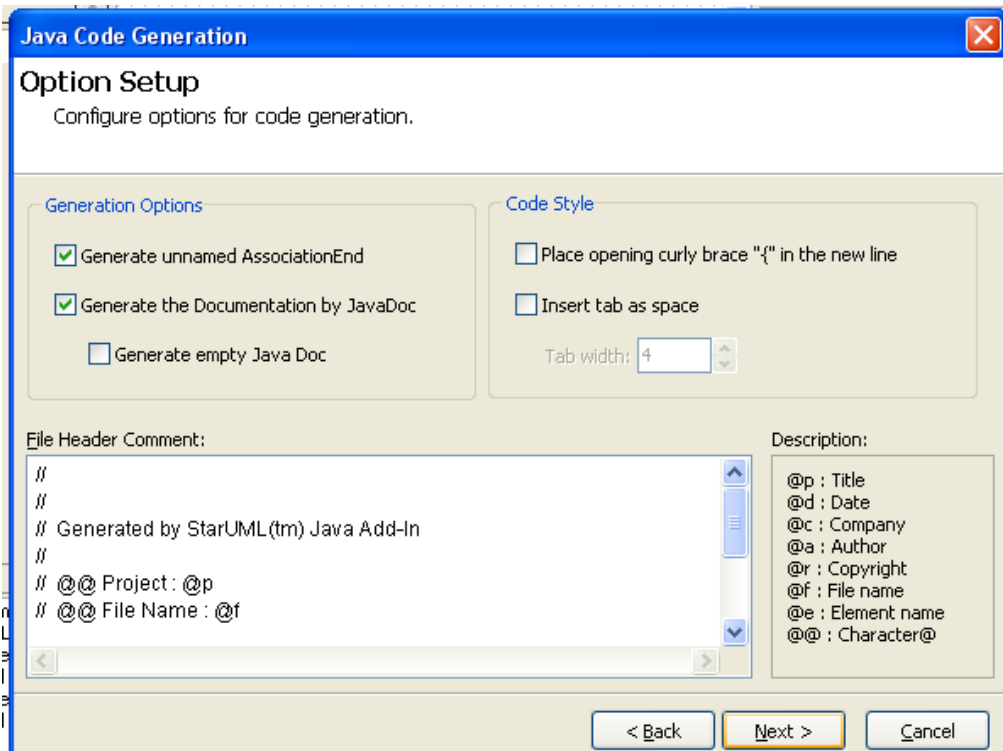 Java Code Generation
Option Setup
Configure options for code generation.
Generation Options
Generate unnamed AssociationEnd
Generate the Documentation by JavaDoc
Generate empty Java Doc
Code Style
Place opening curly brace "{" in the new line
Insert tab as space
Tab width: 4
File Header Comment:
//
//
// Generated by StarUML(tm) Java Add-In
//
// @@ Project : @p
// @@ File Name : @f
Description:
@p : Title
@d : Date
@c : Company
@a : Author
@r : Copyright
@f : File name
@e : Element name
@@ : Character@
< Back
Next >
Cancel